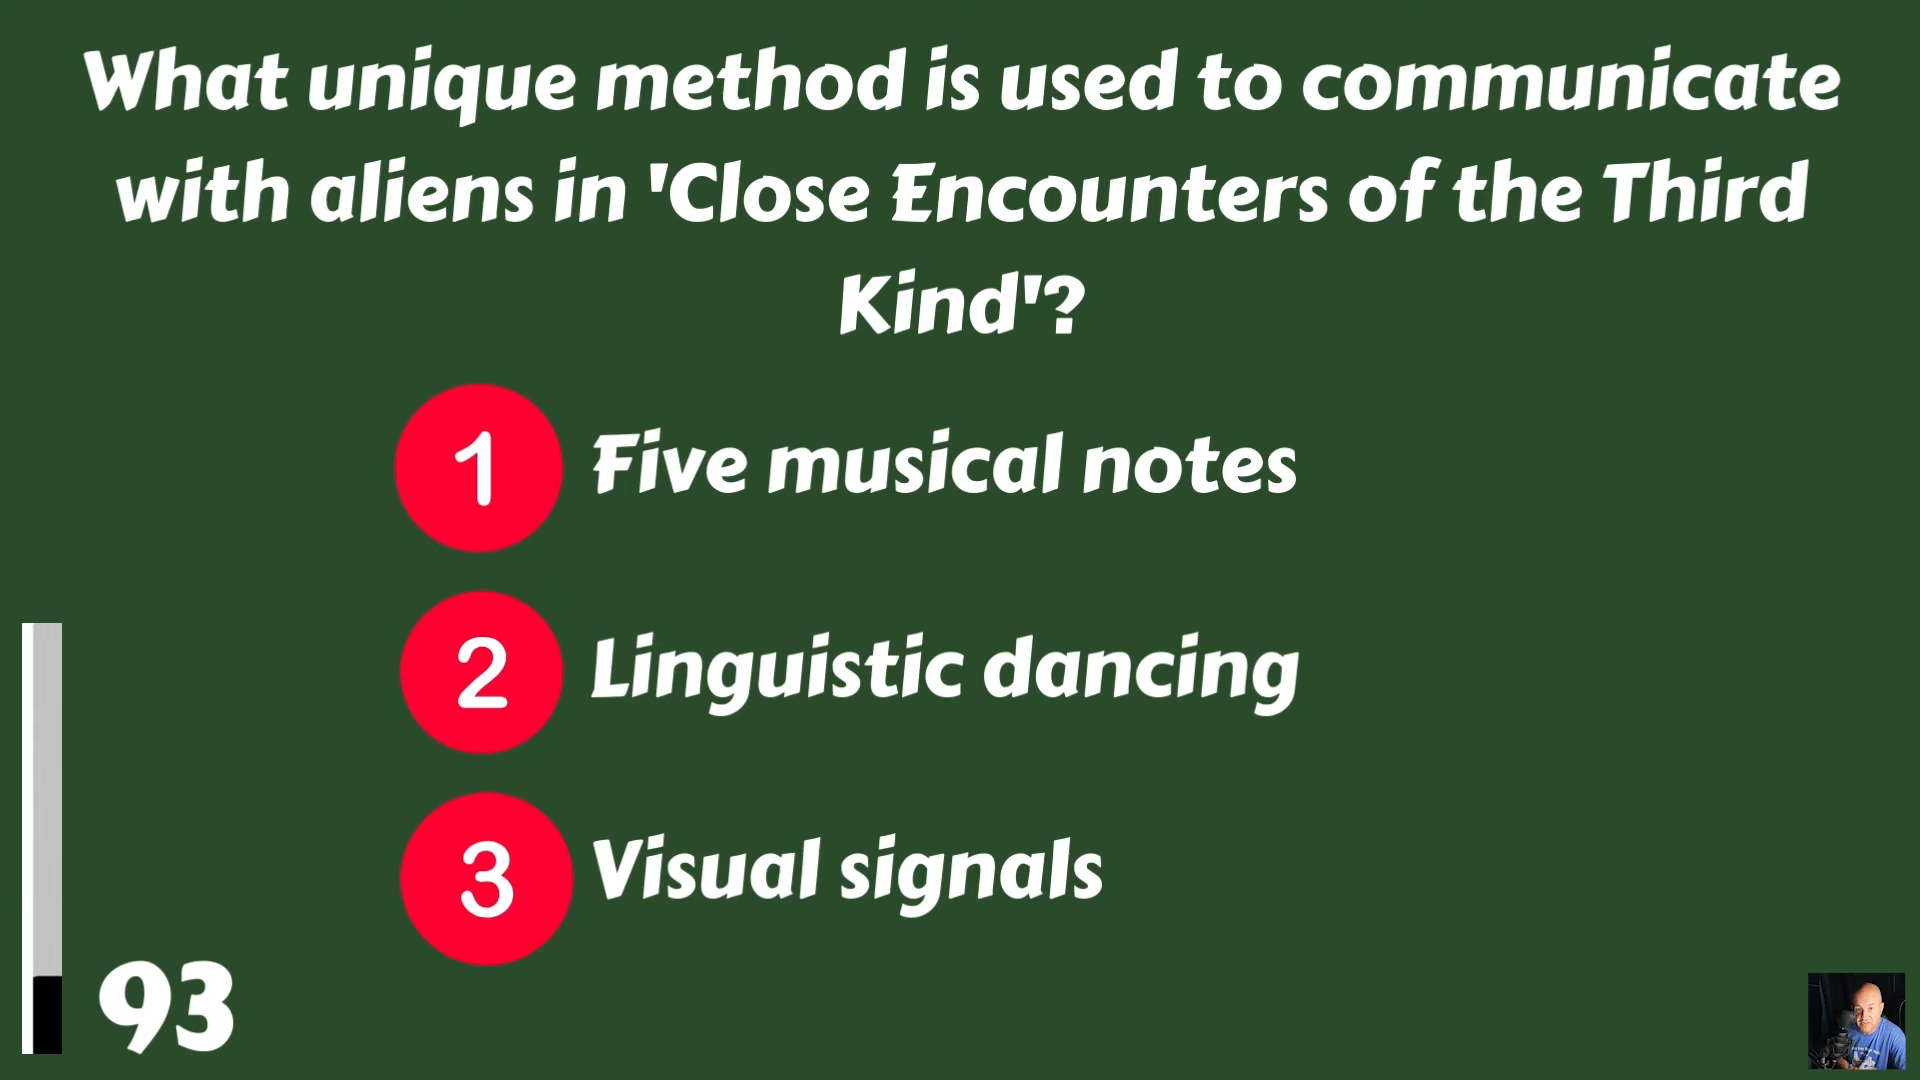 What unique method is used to communicate
with aliens in 'Close Encounters of the Third
Kind'?
1 Five musical notes
2 Linguistic dancing
3 Visual signals
93